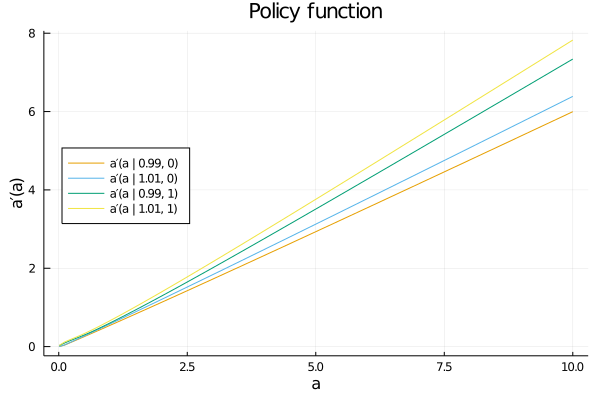 Policy function
8
6
4
2
0
a′(a)
a′(a | 0.99, 0)
a′(a | 1.01, 0)
a′(a | 0.99, 1)
a′(a | 1.01, 1)
0.0 2.5 5.0 7.5 10.0
a